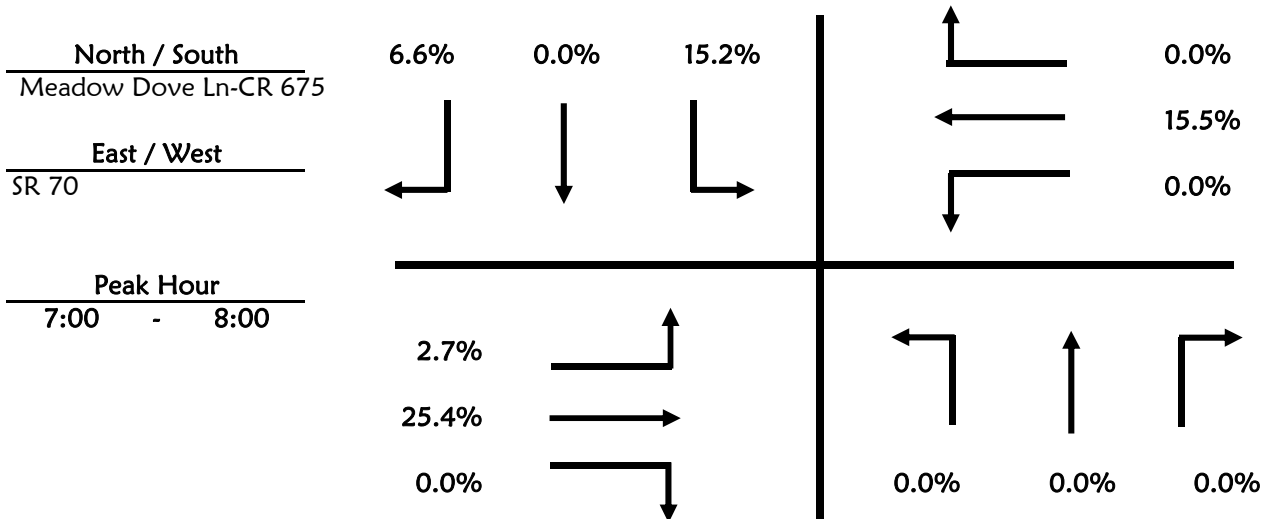 North / South
Meadow Dove Ln-CR 675
East / West
SR 70
Peak Hour
7:00 - 8:00
6.6% 0.0% 15.2%
0.0%
15.5%
0.0%
2.7%
25.4%
0.0%
0.0% 0.0% 0.0%